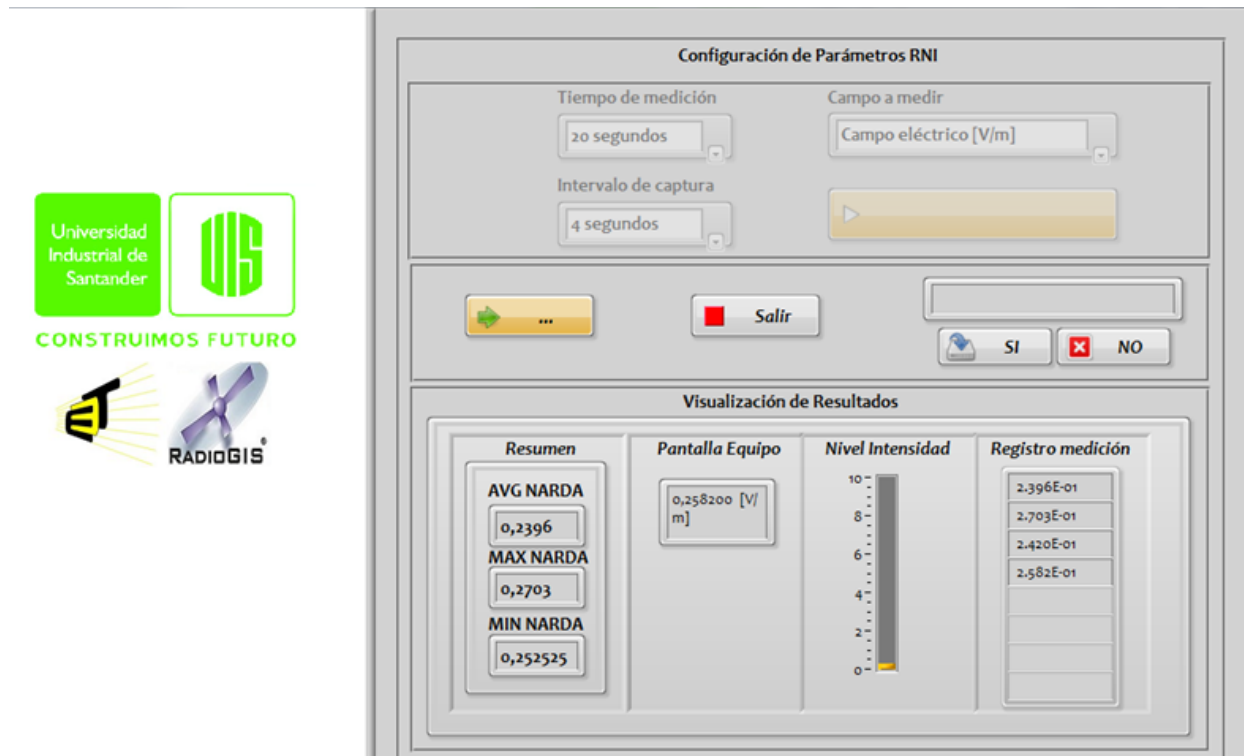 Configuración de Parámetros RNI
Tiempo de medición
20 segundos
Campo a medir
Campo eléctrico [V/m]
Intervalo de captura
4 segundos
Universidad
Industrial de
Santander
UIS
CONSTRUIMOS FUTURO
RADIOGIS®
...
Salir
SI
NO
Visualización de Resultados
Resumen
AVG NARDA
0,2396
MAX NARDA
0,2703
MIN NARDA
0,252525
Pantalla Equipo
0,258200 [V/
m]
Nivel Intensidad
10
8
6
4
2
0
Registro medición
2.396E-01
2.703E-01
2.420E-01
2.582E-01